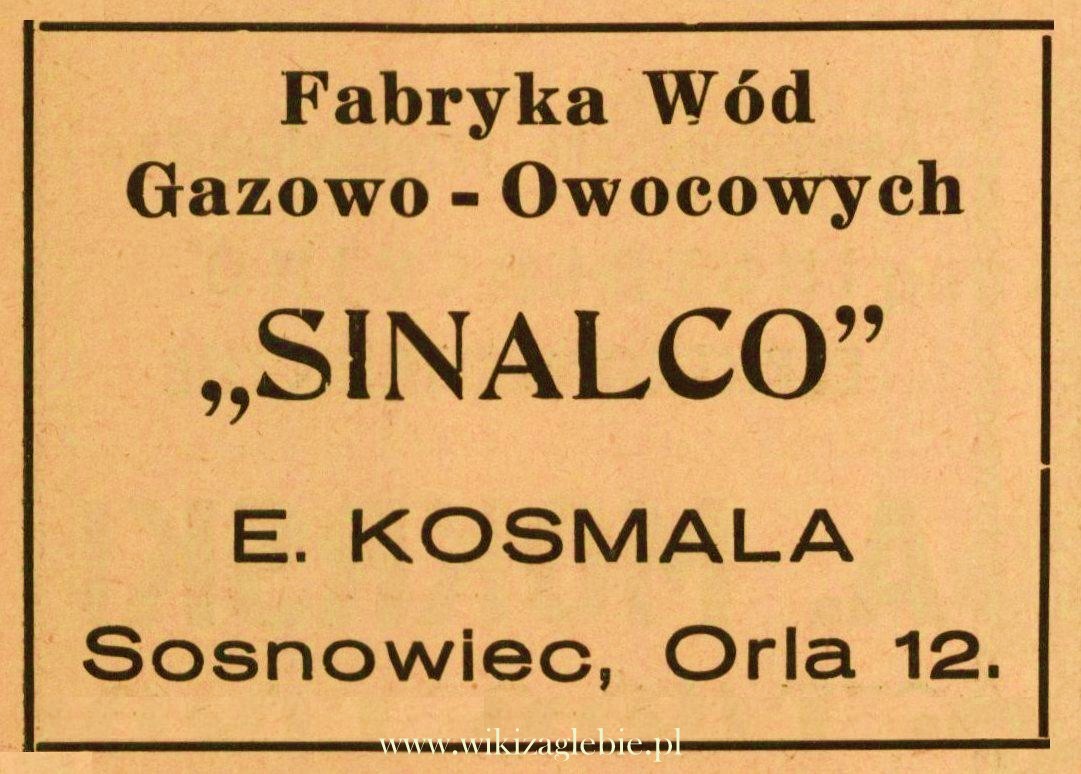 Fabryka Wód
Gazowo - Owocowych
„SINALCO”
E. KOSMALA
Sosnowiec, Orla 12.
www.wikizaglebie.pl